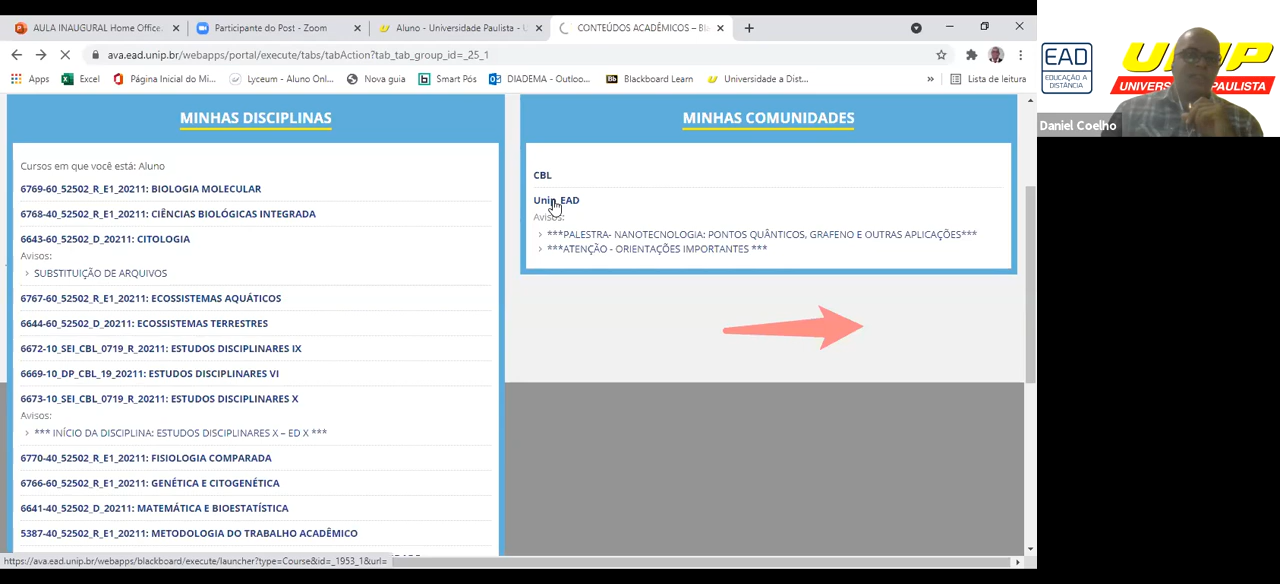 AULA INAUGURAL Home Office.
Participante do Post - Zoom
Aluno - Universidade Paulista - U
CONTEÚDOS ACADÊMICOS – Bl
ava.ead.unip.br/webapps/portal/execute/tabs/tabAction?tab_tab_group_id=_25_1
Apps
Excel
Página Inicial do Mi...
Lyceum - Aluno Onl...
Nova guia
Smart Pós
DIADEMA - Outloo...
Bb
Blackboard Learn
Universidade a Dist...
»
Lista de leitura
EAD
EDUCAÇÃO A
DISTÂNCIA
UNIP
Daniel Coelho
MINHAS DISCIPLINAS
Cursos em que você está: Aluno
6769-60_52502_R_E1_20211: BIOLOGIA MOLECULAR
6768-40_52502_R_E1_20211: CIÊNCIAS BIOLÓGICAS INTEGRADA
6643-60_52502_D_20211: CITOLOGIA
Avisos:
SUBSTITUIÇÃO DE ARQUIVOS
6767-60_52502_R_E1_20211: ECOSSISTEMAS AQUÁTICOS
6644-60_52502_D_20211: ECOSSISTEMAS TERRESTRES
6672-10_SEI_CBL_0719_R_20211: ESTUDOS DISCIPLINARES IX
6669-10_DP_CBL_19_20211: ESTUDOS DISCIPLINARES VI
6673-10_SEI_CBL_0719_R_20211: ESTUDOS DISCIPLINARES X
Avisos:
*** INÍCIO DA DISCIPLINA: ESTUDOS DISCIPLINARES X – ED X ***
6770-40_52502_R_E1_20211: FISIOLOGIA COMPARADA
6766-60_52502_R_E1_20211: GENÉTICA E CITOGENÉTICA
6641-40_52502_D_20211: MATEMÁTICA E BIOESTATÍSTICA
5387-40_52502_R_E1_20211: METODOLOGIA DO TRABALHO ACADÊMICO
MINHAS COMUNIDADES
CBL
Unip EAD
Avisos:
***PALESTRA- NANOTECNOLOGIA: PONTOS QUÂNTICOS, GRAFENO E OUTRAS APLICAÇÕES***
***ATENÇÃO - ORIENTAÇÕES IMPORTANTES ***
https://ava.ead.unip.br/webapps/blackboard/execute/launcher?type=Course&id=_1953_1&url=